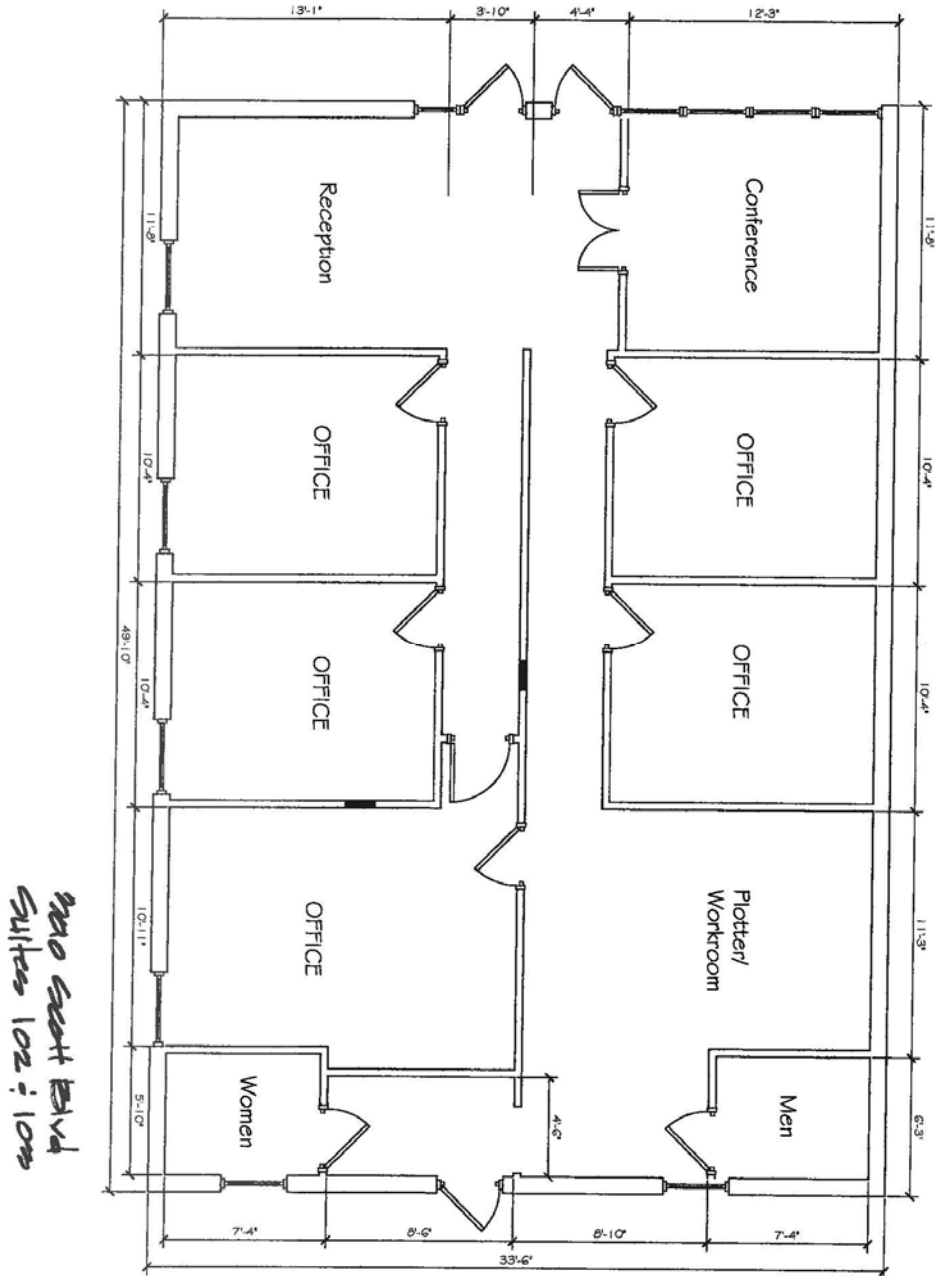 13'-1"
3'-10"
4'-4"
12'-3"
11'-8"
11'-8"
Reception
Conference
10'-4"
10'-4"
OFFICE
OFFICE
49'-10"
10'-4"
10'-4"
OFFICE
OFFICE
10'-11"
11'-3"
OFFICE
Plotter/
Workroom
5'-10"
6'-3"
Women
4'-6"
Men
7'-4"
8'-6"
8'-10"
7'-4"
33'-6"
Scott Blvd
Suites 102